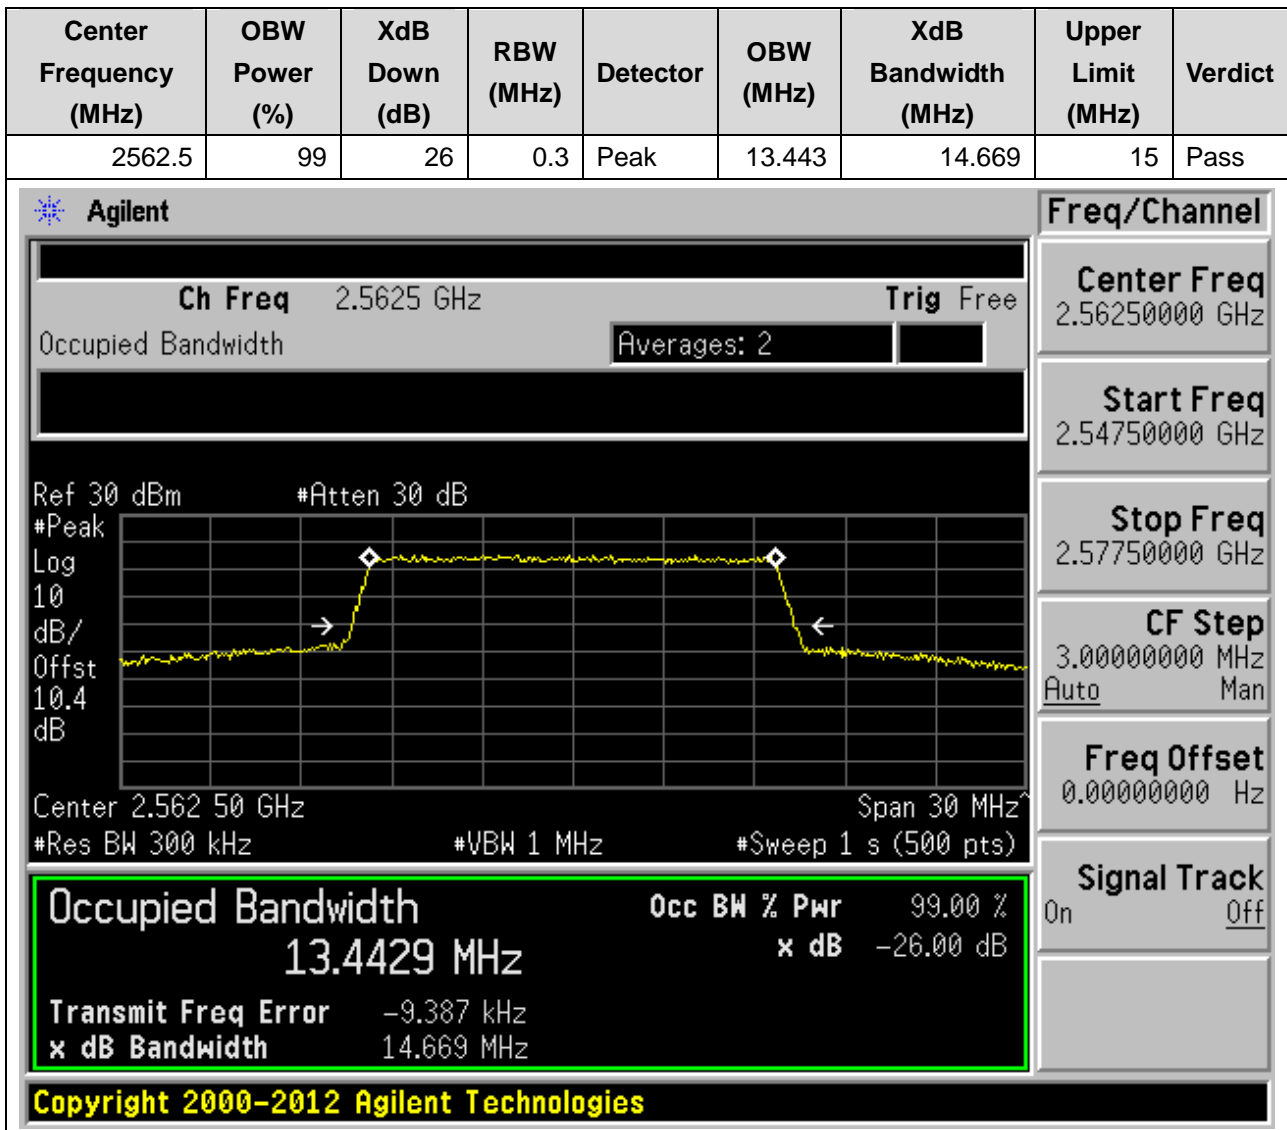 Center Frequency (MHz) OBW Power (%) XdB Down (dB) RBW (MHz) Detector OBW (MHz) XdB Bandwidth (MHz) Upper Limit (MHz) Verdict
2562.5 99 26 0.3 Peak 13.443 14.669 15 Pass
Agilent
Freq/Channel
Ch Freq 2.5625 GHz Trig Free
Occupied Bandwidth Averages: 2
Center Freq
2.56250000 GHz
Start Freq
2.54750000 GHz
Stop Freq
2.57750000 GHz
CF Step
3.00000000 MHz
Auto Man
Freq Offset
0.00000000 Hz
Signal Track
On Off
Ref 30 dBm #Atten 30 dB
#Peak
Log
10
dB/
Offst
10.4
dB
Center 2.562 50 GHz Span 30 MHz^
#Res BW 300 kHz #VBW 1 MHz #Sweep 1 s (500 pts)
Occupied Bandwidth Occ BW % Pwr 99.00 %
13.4429 MHz x dB -26.00 dB
Transmit Freq Error -9.387 kHz
x dB Bandwidth 14.669 MHz
Copyright 2000-2012 Agilent Technologies